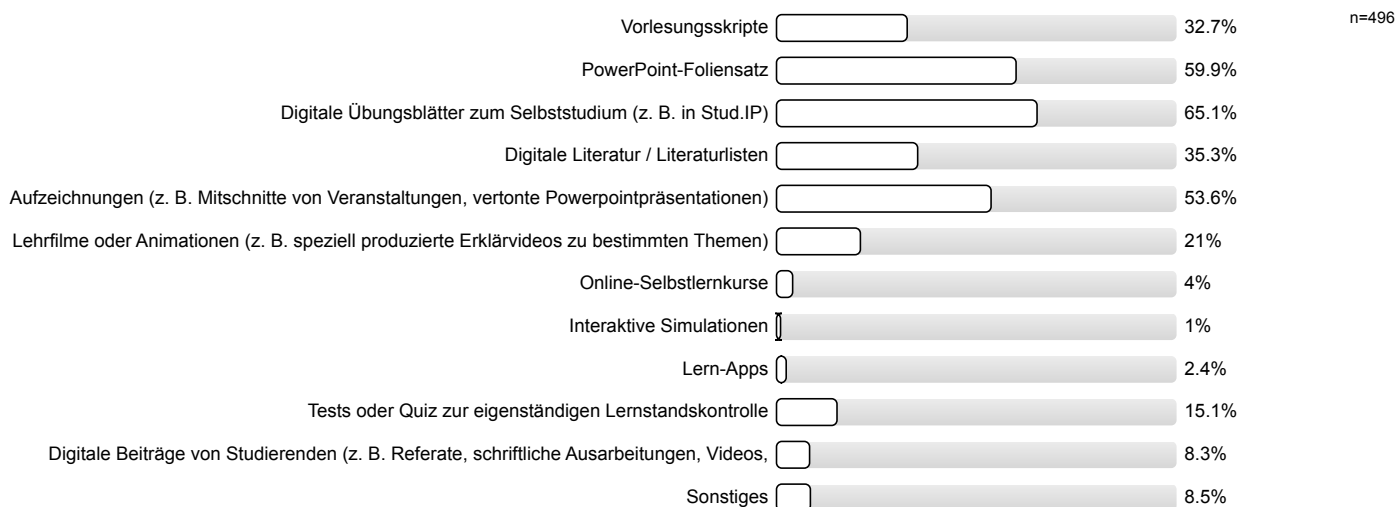 Vorlesungsskripte 32.7% n=496
PowerPoint-Foliensatz 59.9%
Digitale Übungsblätter zum Selbststudium (z. B. in Stud.IP) 65.1%
Digitale Literatur / Literaturlisten 35.3%
Aufzeichnungen (z. B. Mitschnitte von Veranstaltungen, vertonte Powerpointpräsentationen) 53.6%
Lehrfilme oder Animationen (z. B. speziell produzierte Erklärvideos zu bestimmten Themen) 21%
Online-Selbstlernkurse 4%
Interaktive Simulationen 1%
Lern-Apps 2.4%
Tests oder Quiz zur eigenständigen Lernstandskontrolle 15.1%
Digitale Beiträge von Studierenden (z. B. Referate, schriftliche Ausarbeitungen, Videos, 8.3%
Sonstiges 8.5%